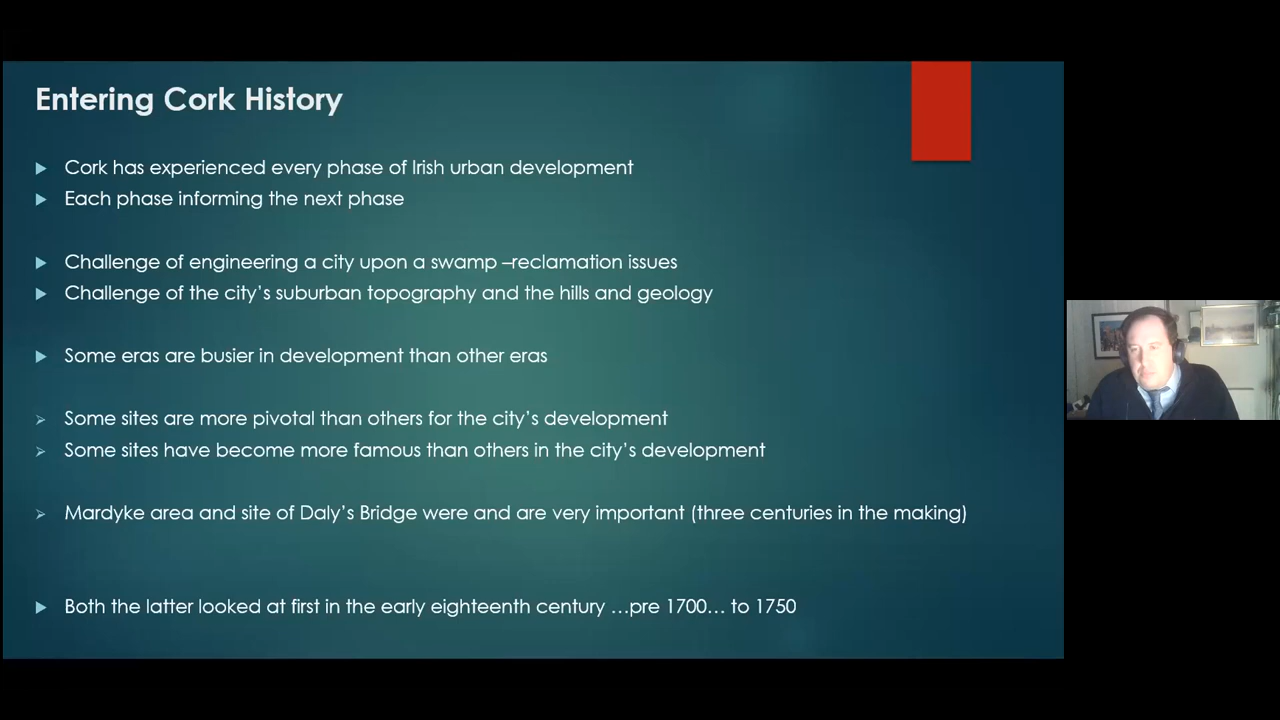 Entering Cork History
Cork has experienced every phase of Irish urban development
Each phase informing the next phase
Challenge of engineering a city upon a swamp –reclamation issues
Challenge of the city’s suburban topography and the hills and geology
Some eras are busier in development than other eras
Some sites are more pivotal than others for the city’s development
Some sites have become more famous than others in the city’s development
Mardyke area and site of Daly’s Bridge were and are very important (three centuries in the making)
Both the latter looked at first in the early eighteenth century …pre 1700… to 1750